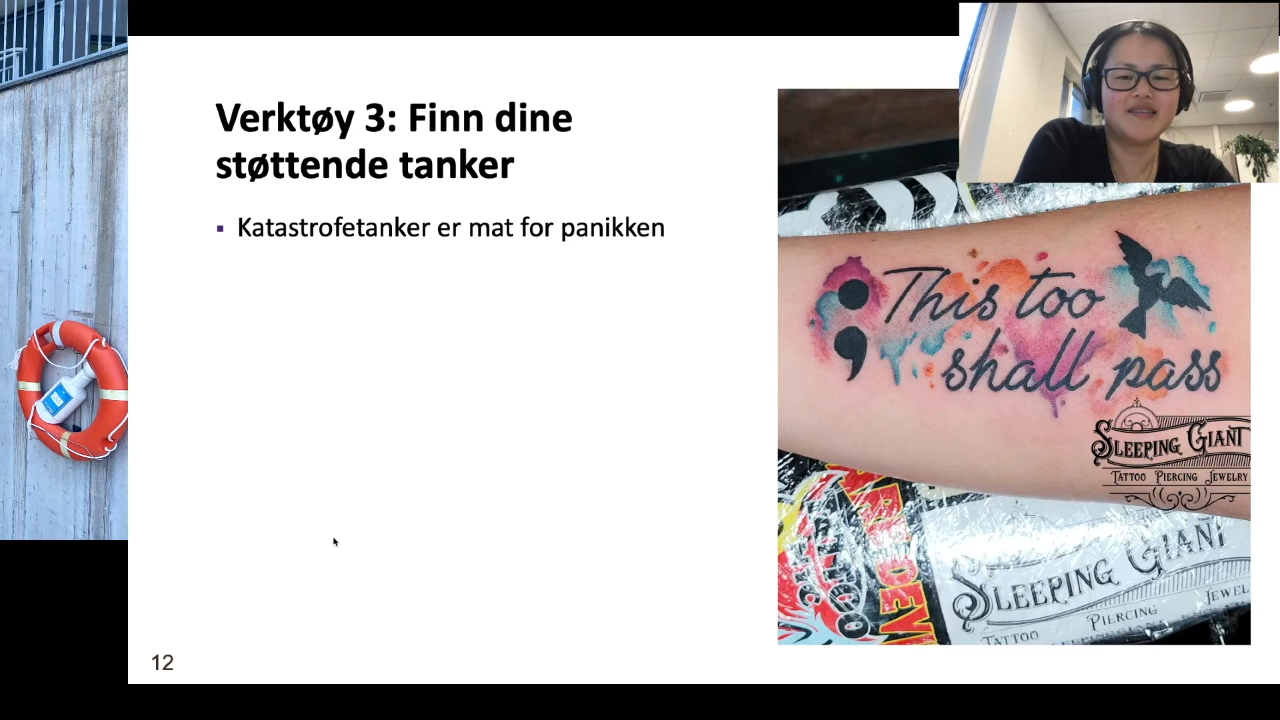 Verktøy 3: Finn dine
støttende tanker
▪ Katastrofetanker er mat for panikken
;This too
shall pass
SLEEPING GIANT
TATTOO PIERCING JEWELRY
SLEEPING GIANT
TATTOO PIERCING JEWEL
12